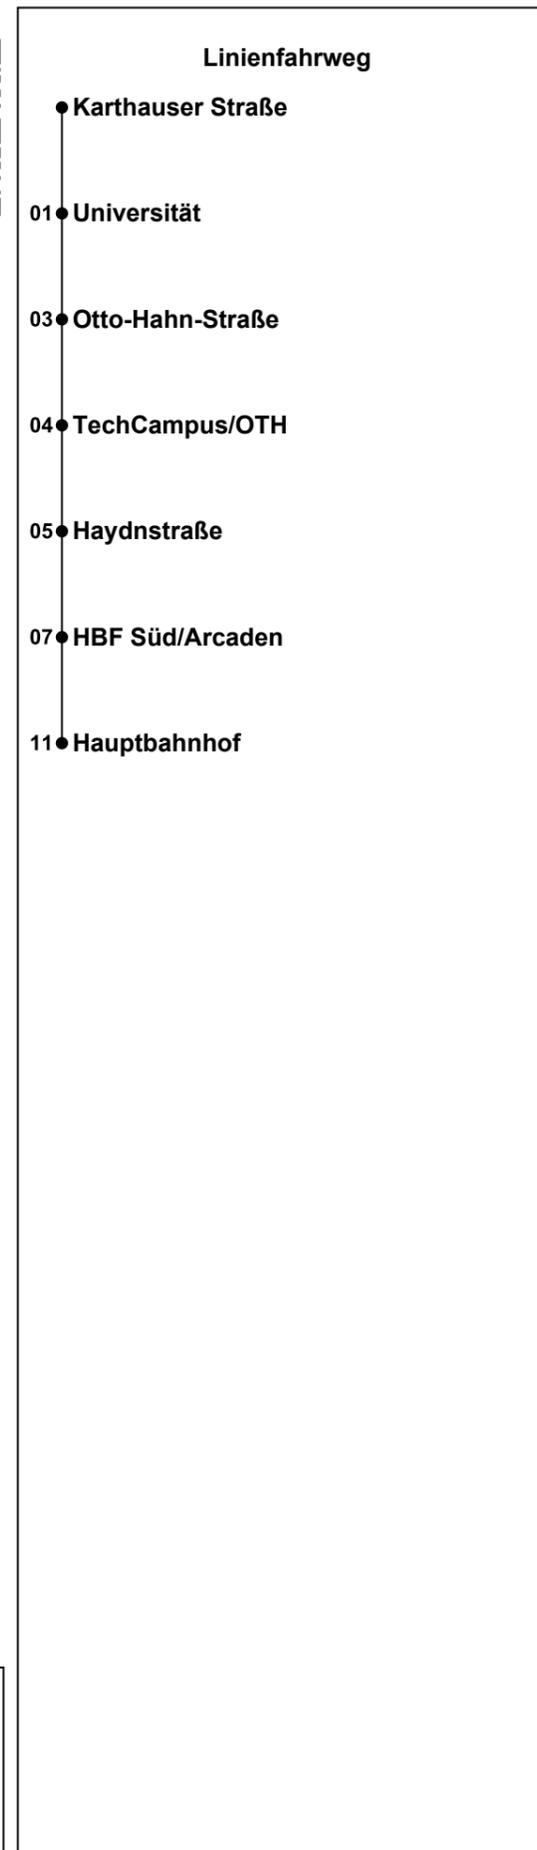 Linienfahrweg
Karthauser Straße
01 Universität
03 Otto-Hahn-Straße
04 TechCampus/OTH
05 Haydnstraße
07 HBF Süd/Arcaden
11 Hauptbahnhof